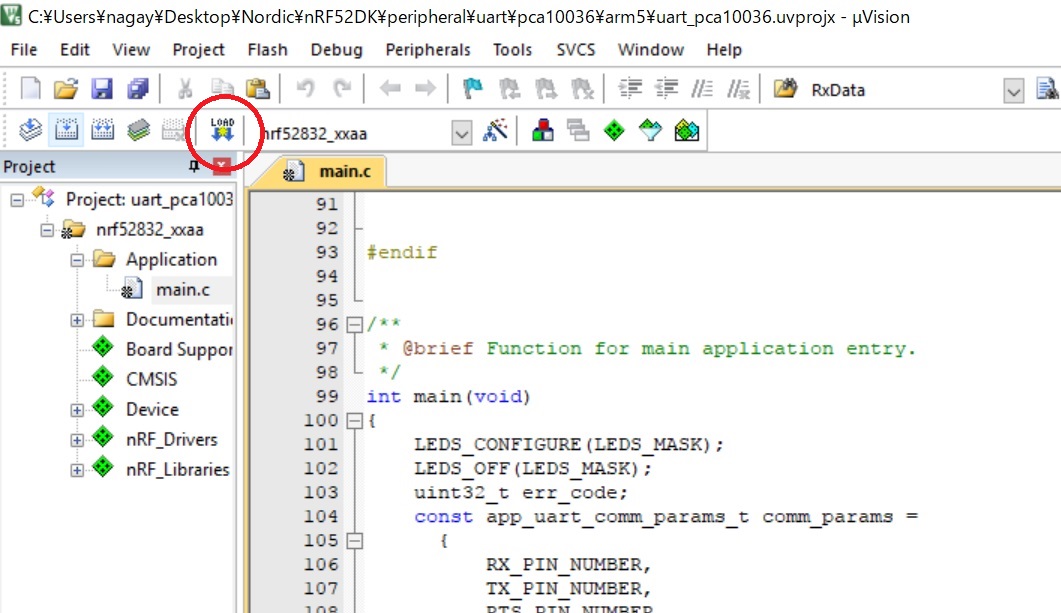 C:¥Users¥nagay¥Desktop¥Nordic¥nRF52DK¥peripheral¥uart¥pca10036¥arm5¥uart_pca10036.uvprojx - µVision
File Edit View Project Flash Debug Peripherals Tools SVCS Window Help
RxData
LOAD nrf52832_xxaa
Project
main.c
Project: uart_pca1003
nrf52832_xxaa
Application
main.c
Documentati
Board Suppor
CMSIS
Device
nRF_Drivers
nRF_Libraries
91
92
93 #endif
94
95
96 /**
97 * @brief Function for main application entry.
98 */
99 int main(void)
100 {
101 LEDS_CONFIGURE(LEDS_MASK);
102 LEDS_OFF(LEDS_MASK);
103 uint32_t err_code;
104 const app_uart_comm_params_t comm_params =
105 {
106 RX_PIN_NUMBER,
107 TX_PIN_NUMBER,
108 RTS_PIN_NUMBER